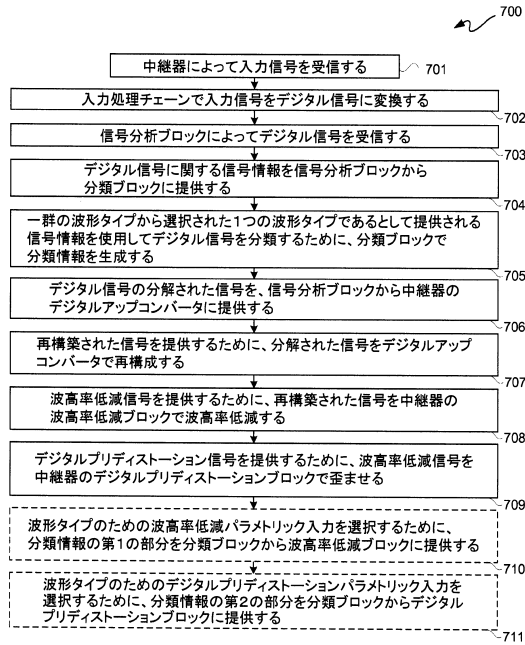 700
中継器によって入力信号を受信する
701
入力処理チェーンで入力信号をデジタル信号に変換する
702
信号分析ブロックによってデジタル信号を受信する
703
デジタル信号に関する信号情報を信号分析ブロックから
分類ブロックに提供する
704
一群の波形タイプから選択された1つの波形タイプであるとして提供される
信号情報を使用してデジタル信号を分類するために、分類ブロックで
分類情報を生成する
705
デジタル信号の分解された信号を、信号分析ブロックから中継器の
デジタルアップコンバータに提供する
706
再構築された信号を提供するために、分解された信号をデジタルアップ
コンバータで再構成する
707
波高率低減信号を提供するために、再構築された信号を中継器の
波高率低減ブロックで波高率低減する
708
デジタルプリディストーション信号を提供するために、波高率低減信号を
中継器のデジタルプリディストーションブロックで歪ませる
709
波形タイプのための波高率低減パラメトリック入力を選択するために、
分類情報の第1の部分を分類ブロックから波高率低減ブロックに提供する
710
波形タイプのためのデジタルプリディストーションパラメトリック入力を
選択するために、分類情報の第2の部分を分類ブロックからデジタル
プリディストーションブロックに提供する
711